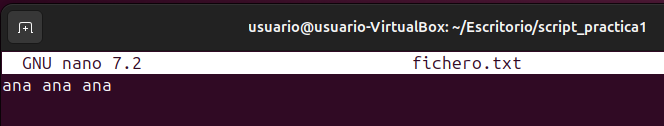 usuario@usuario-VirtualBox: ~/Escritorio/script_practica1
GNU nano 7.2 fichero.txt
ana ana ana